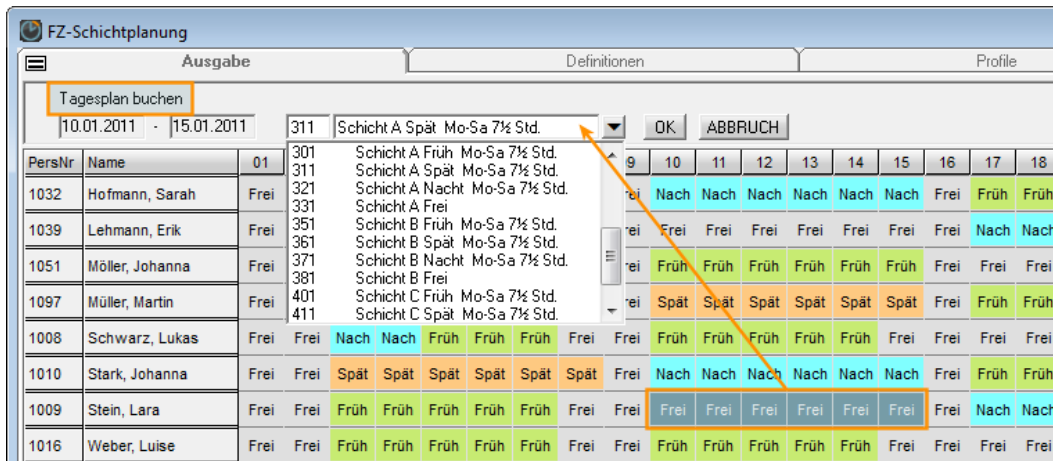 FZ-Schichtplanung
Ausgabe Definitionen Profile
Tagesplan buchen
10.01.2011 - 15.01.2011 311 Schicht A Spät Mo-Sa 7½ Std. OK ABBRUCH
PersNr Name 01 9 10 11 12 13 14 15 16 17 18
301 Schicht A Früh Mo-Sa 7½ Std.
311 Schicht A Spät Mo-Sa 7½ Std.
321 Schicht A Nacht Mo-Sa 7½ Std.
331 Schicht A Frei
351 Schicht B Früh Mo-Sa 7½ Std.
361 Schicht B Spät Mo-Sa 7½ Std.
371 Schicht B Nacht Mo-Sa 7½ Std.
381 Schicht B Frei
401 Schicht C Früh Mo-Sa 7½ Std.
411 Schicht C Spät Mo-Sa 7½ Std.
1032 Hofmann, Sarah Frei rei Nach Nach Nach Nach Nach Nach Frei Früh Früh
1039 Lehmann, Erik Frei rei Frei Frei Frei Frei Frei Frei Frei Nach Nach
1051 Möller, Johanna Frei rei Früh Früh Früh Früh Früh Früh Frei Frei Frei
1097 Müller, Martin Frei rei Spät Spät Spät Spät Spät Spät Frei Früh Früh
1008 Schwarz, Lukas Frei Frei Nach Nach Früh Früh Früh Frei Frei Früh Früh Früh Früh Früh Frei Frei Früh Früh
1010 Stark, Johanna Frei Frei Spät Spät Spät Spät Spät Spät Frei Nach Nach Nach Nach Nach Nach Frei Früh Früh
1009 Stein, Lara Frei Frei Früh Früh Früh Früh Früh Frei Frei Frei Frei Frei Frei Frei Frei Frei Nach Nach
1016 Weber, Luise Frei Frei Früh Früh Früh Früh Früh Frei Frei Früh Früh Früh Früh Früh Frei Frei Frei Frei